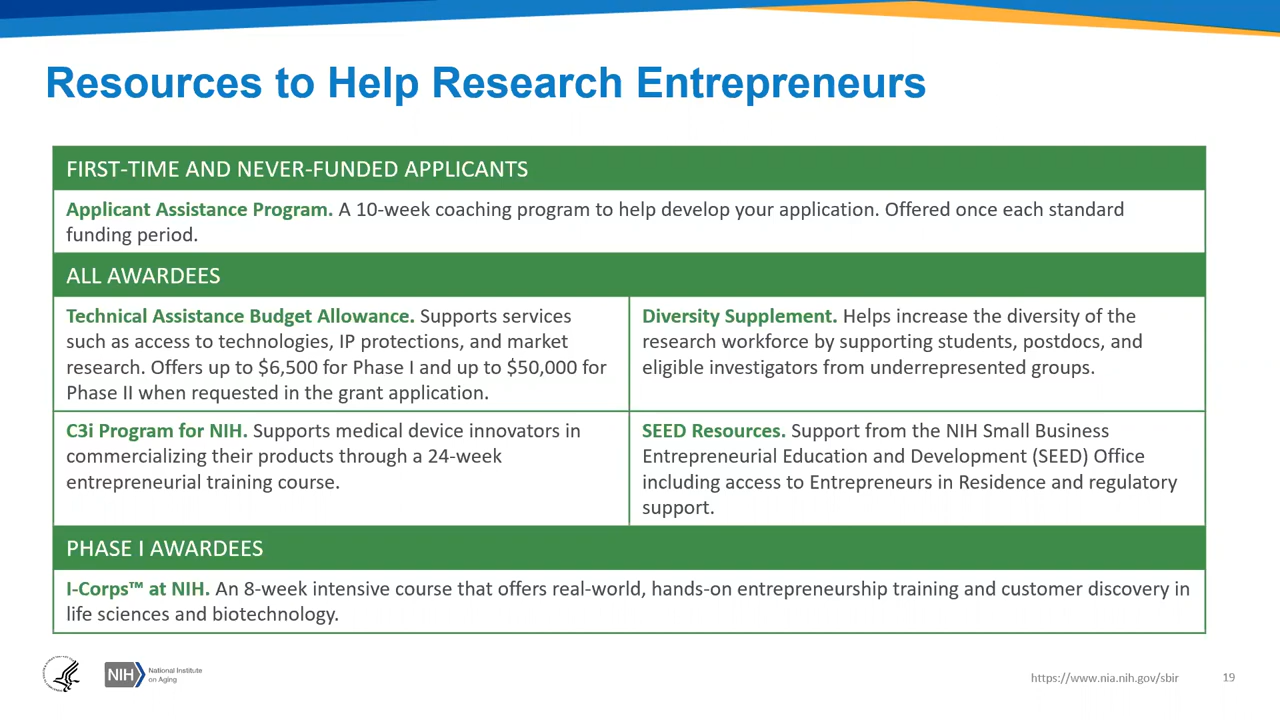 Resources to Help Research Entrepreneurs
FIRST-TIME AND NEVER-FUNDED APPLICANTS
Applicant Assistance Program. A 10-week coaching program to help develop your application. Offered once each standard
funding period.
ALL AWARDEES
Technical Assistance Budget Allowance. Supports services
such as access to technologies, IP protections, and market
research. Offers up to $6,500 for Phase I and up to $50,000 for
Phase II when requested in the grant application.
Diversity Supplement. Helps increase the diversity of the
research workforce by supporting students, postdocs, and
eligible investigators from underrepresented groups.
C3i Program for NIH. Supports medical device innovators in
commercializing their products through a 24-week
entrepreneurial training course.
SEED Resources. Support from the NIH Small Business
Entrepreneurial Education and Development (SEED) Office
including access to Entrepreneurs in Residence and regulatory
support.
PHASE I AWARDEES
I-Corps™ at NIH. An 8-week intensive course that offers real-world, hands-on entrepreneurship training and customer discovery in
life sciences and biotechnology.
NIH
National Institute
on Aging
https://www.nia.nih.gov/sbir
19